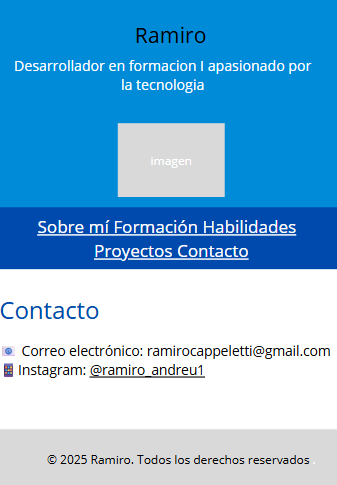 Ramiro
Desarrollador en formacion I apasionado por
la tecnologia
imagen
Sobre mí Formación Habilidades
Proyectos Contacto
Contacto
Correo electrónico: ramirocappeletti@gmail.com
Instagram: @ramiro_andreu1
© 2025 Ramiro. Todos los derechos reservados .